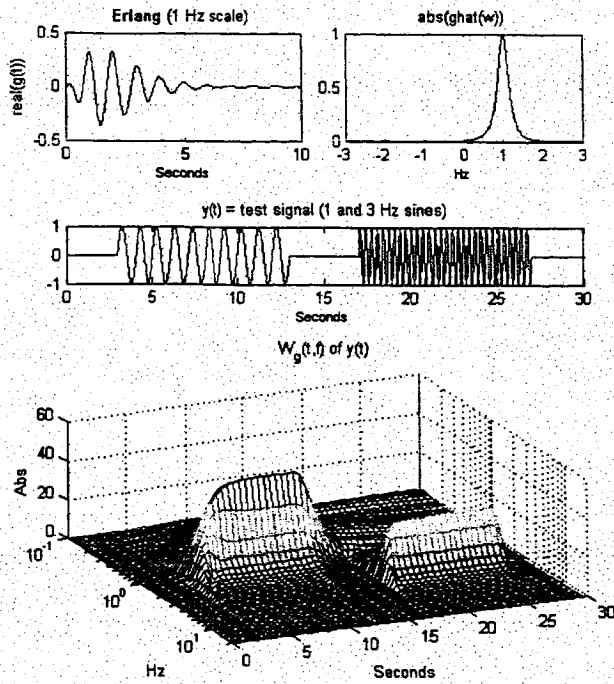 Erlang (1 Hz scale)
abs(ghat(w))
real(g(t))
0.5
0
-0.5
0 5 10
Seconds
1
0.5
0
-3 -2 -1 0 1 2 3
Hz
y(t) = test signal (1 and 3 Hz sines)
1
0
-1
0 5 10 15 20 25 30
Seconds
W_g(t,f) of y(t)
Abs
60
40
20
0
10^-1
10^0
10^1
Hz
0 5 10 15 20 25 30
Seconds